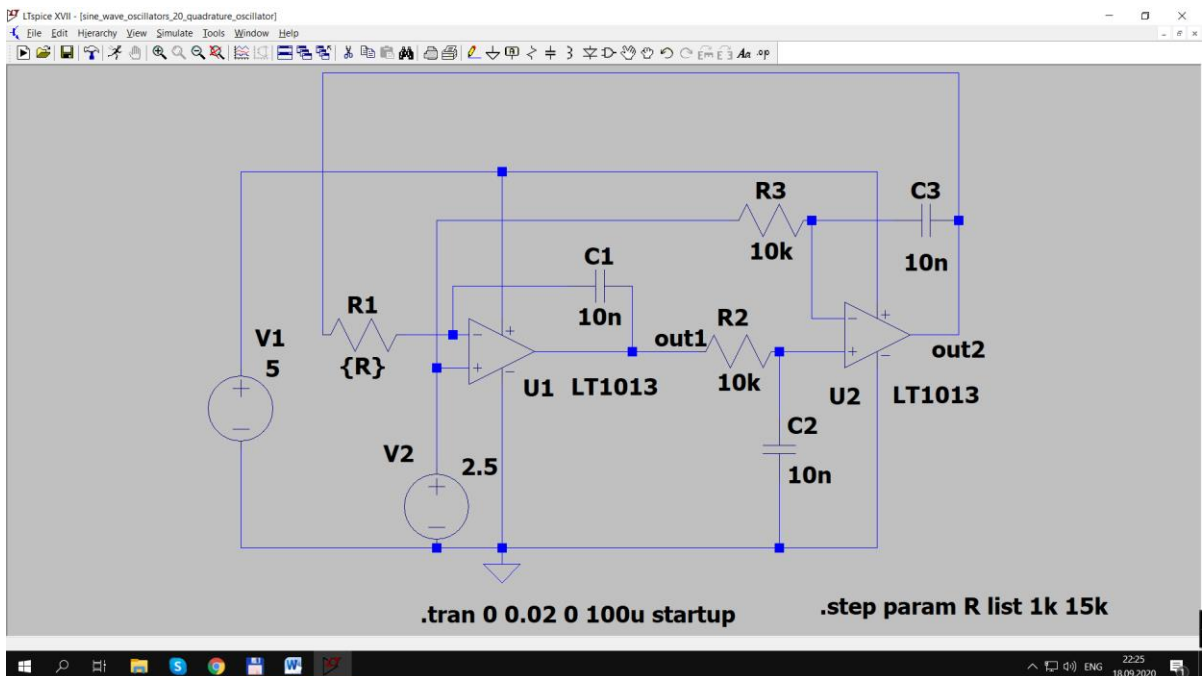 LTspice XVII - [sine_wave_oscillators_20_quadrature_oscillator]
File Edit Hierarchy View Simulate Tools Window Help
Aa .op
R3
C3
10k
10n
C1
10n
R1
{R}
V1
5
out1
R2
10k
out2
U1 LT1013
U2 LT1013
C2
10n
V2
2.5
.tran 0 0.02 0 100u startup
.step param R list 1k 15k
ENG
22:25
18.09.2020